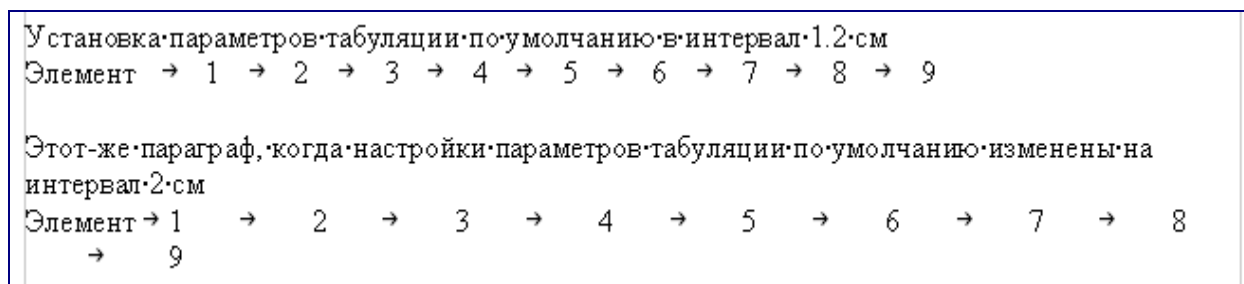 Установка·параметров·табуляции·по·умолчанию·в·интервал·1.2·см
Элемент → 1 → 2 → 3 → 4 → 5 → 6 → 7 → 8 → 9
Этот-же·параграф,·когда·настройки·параметров·табуляции·по·умолчанию·изменены·на
интервал·2·см
Элемент → 1 → 2 → 3 → 4 → 5 → 6 → 7 → 8
→ 9